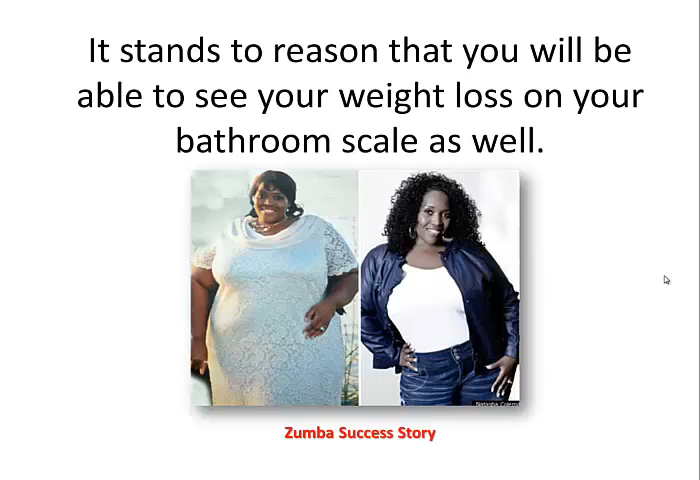 It stands to reason that you will be
able to see your weight loss on your
bathroom scale as well.
Zumba Success Story